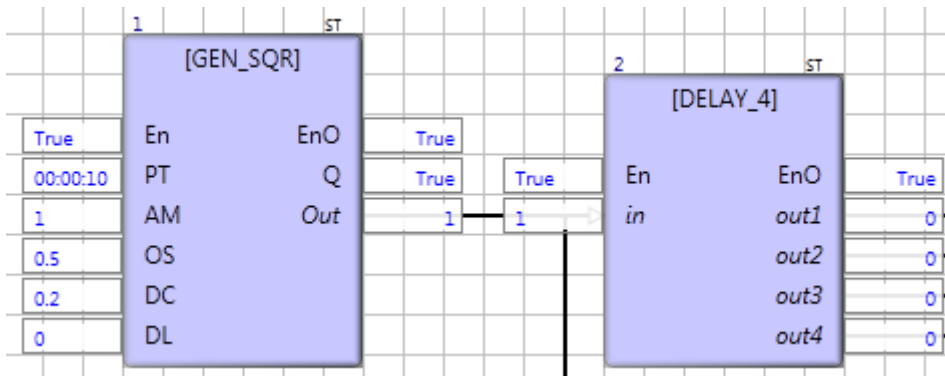 1 ST
[GEN_SQR]
2 ST
[DELAY_4]
True En EnO True
00:00:10 PT Q True True En EnO True
1 AM Out 1 1 in out1 0
0.5 OS out2 0
0.2 DC out3 0
0 DL out4 0